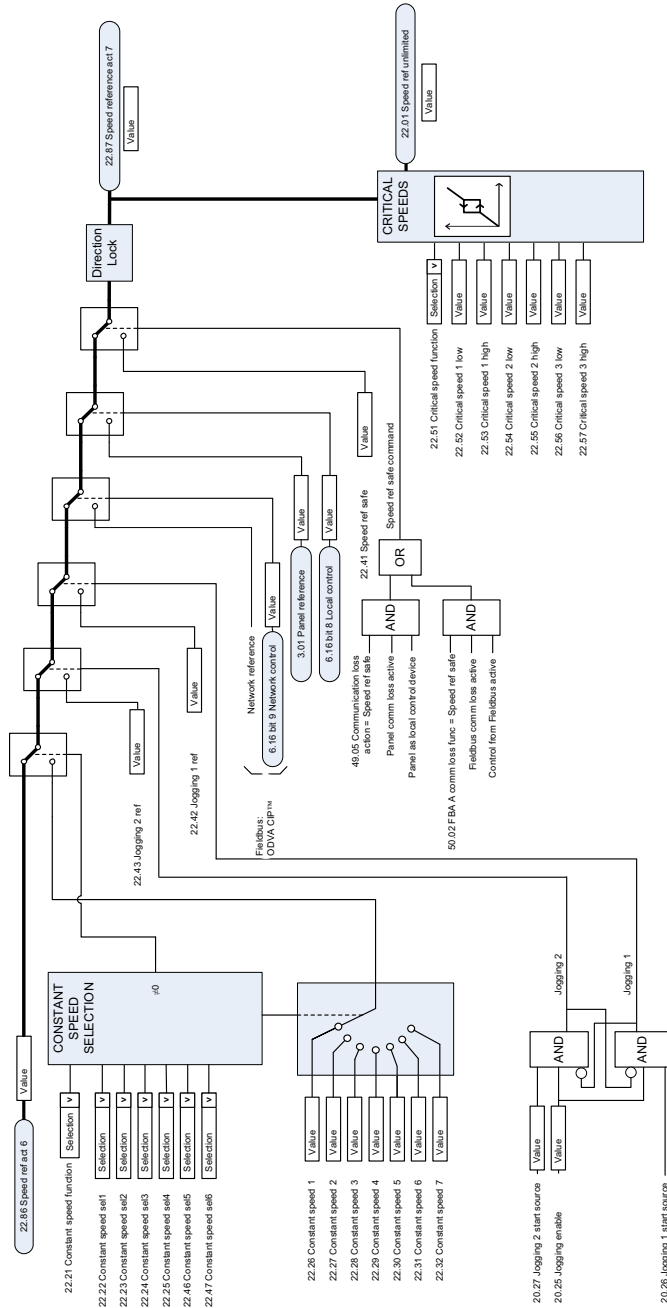 22.86 Speed ref act 6
Value
22.21 Constant speed function
Selection
v
22.22 Constant speed sel1
Selection
v
22.23 Constant speed sel2
Selection
v
22.24 Constant speed sel3
Selection
v
22.25 Constant speed sel4
Selection
v
22.46 Constant speed sel5
Selection
v
22.47 Constant speed sel6
Selection
v
CONSTANT
SPEED
SELECTION
≠0
22.26 Constant speed 1
Value
22.27 Constant speed 2
Value
22.28 Constant speed 3
Value
22.29 Constant speed 4
Value
22.30 Constant speed 5
Value
22.31 Constant speed 6
Value
22.32 Constant speed 7
Value
20.27 Jogging 2 start source
Value
20.25 Jogging enable
Value
20.26 Jogging 1 start source
AND
AND
Jogging 2
Jogging 1
22.43 Jogging 2 ref
Value
22.42 Jogging 1 ref
Value
Fieldbus:
ODVA CIP™
Network reference
6.16 bit 9 Network control
Value
3.01 Panel reference
Value
6.16 bit 8 Local control
Value
22.41 Speed ref safe
Value
49.05 Communication loss
action = Speed ref safe
Panel comm loss active
Panel as local control device
AND
50.02 FBA A comm loss func = Speed ref safe
Fieldbus comm loss active
Control from Fieldbus active
AND
OR
Speed ref safe command
Direction
Lock
22.87 Speed reference act 7
Value
22.51 Critical speed function
Selection
v
22.52 Critical speed 1 low
Value
22.53 Critical speed 1 high
Value
22.54 Critical speed 2 low
Value
22.55 Critical speed 2 high
Value
22.56 Critical speed 3 low
Value
22.57 Critical speed 3 high
Value
CRITICAL
SPEEDS
22.01 Speed ref unlimited
Value